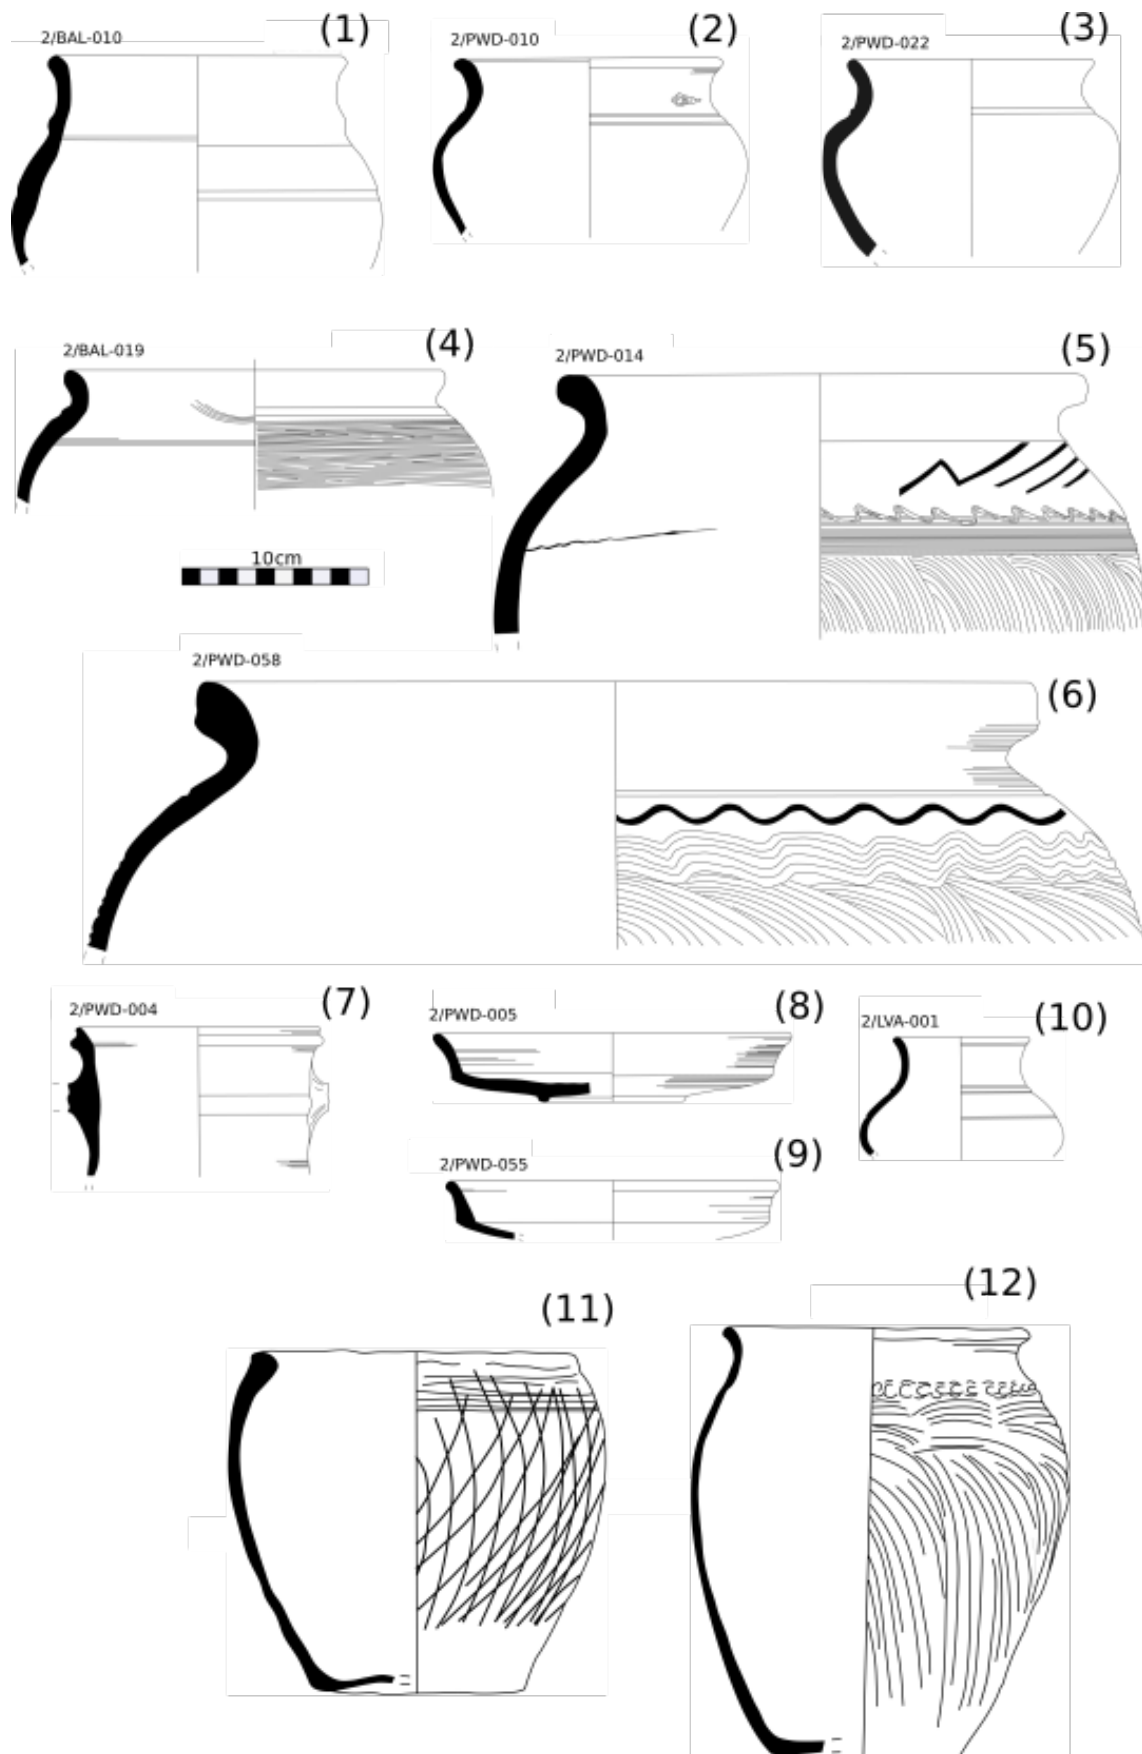 2/BAL-010
(1)
2/PWD-010
(2)
2/PWD-022
(3)
2/BAL-019
(4)
2/PWD-014
(5)
10cm
2/PWD-058
(6)
2/PWD-004
(7)
2/PWD-005
(8)
2/PWD-055
(9)
2/LVA-001
(10)
(11)
(12)